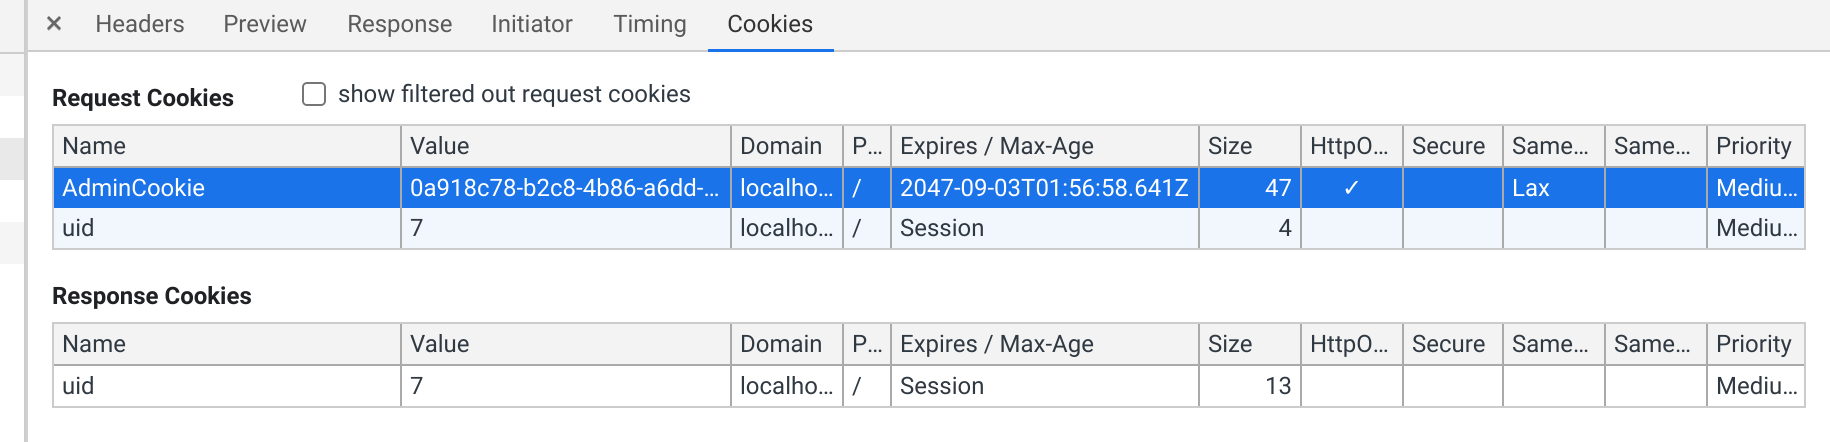 × Headers Preview Response Initiator Timing Cookies
Request Cookies show filtered out request cookies
Name Value Domain P... Expires / Max-Age Size HttpO... Secure Same... Same... Priority
AdminCookie 0a918c78-b2c8-4b86-a6dd-... localho... / 2047-09-03T01:56:58.641Z 47 ✓ Lax Mediu...
uid 7 localho... / Session 4 Mediu...
Response Cookies
Name Value Domain P... Expires / Max-Age Size HttpO... Secure Same... Same... Priority
uid 7 localho... / Session 13 Mediu...